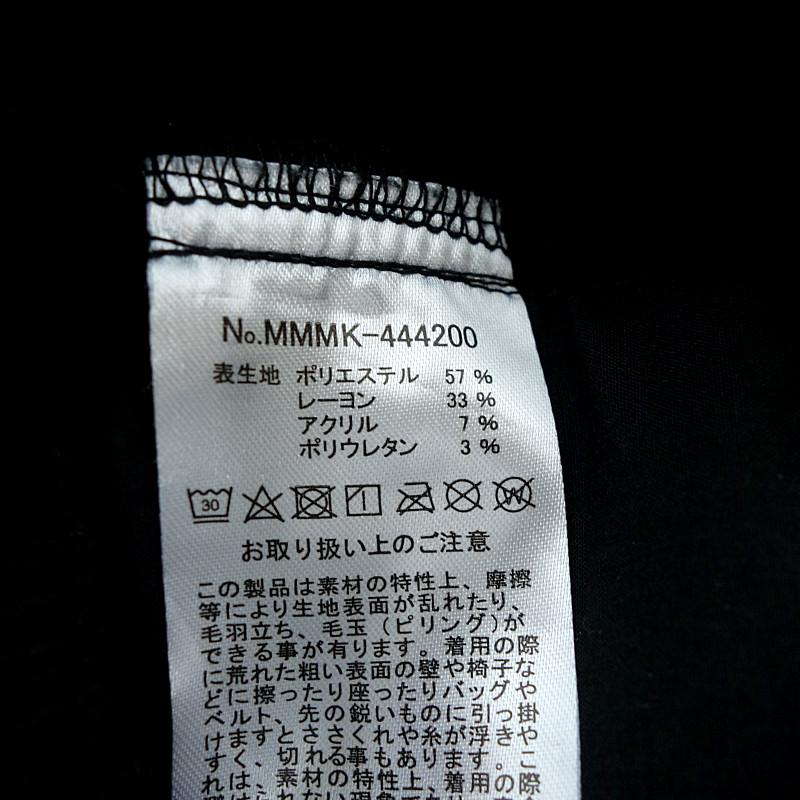 No.MMMK-444200
表生地 ポリエステル 57 %
レーヨン 33 %
アクリル 7 %
ポリウレタン 3 %
30 W
お取り扱い上のご注意
この製品は素材の特性上、摩擦
等により生地表面が乱れたり、
毛羽立ち、毛玉(ピリング)が
できる事が有ります。着用の際
に荒れた粗い表面の壁や椅子な
どに擦ったり座ったりバッグや
ベルト、先の鋭いものに引っ掛
けますとささくれや糸が浮きや
すく、切れる事もあります。こ
れは、素材の特性上、着用の際